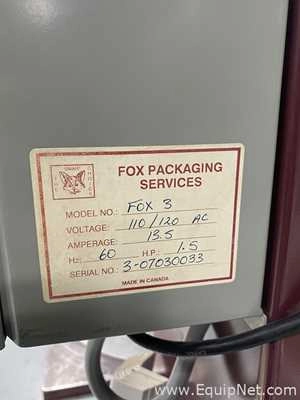 FOX PACKAGING
SERVICES
MODEL NO.: FOX 3
VOLTAGE: 110/120 AC
AMPERAGE: 13.5
Hz: 60 H.P.: 1.5
SERIAL NO.: 3-07030033
MADE IN CANADA
www.EquipNet.com